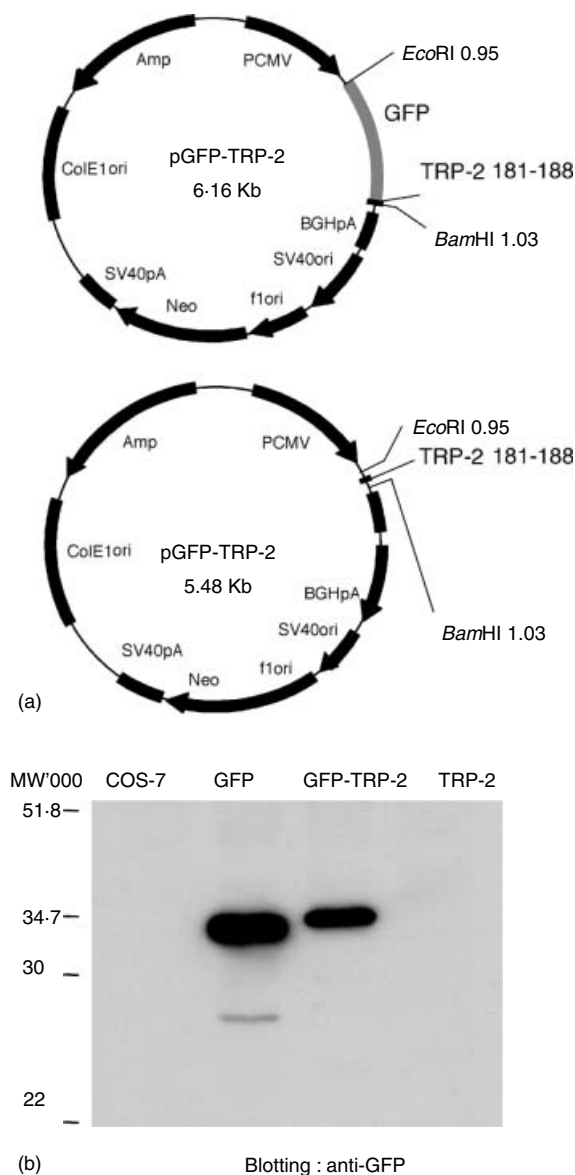 Amp
PCMV
EcoRI 0.95
GFP
ColE1ori
pGFP-TRP-2
6·16 Kb
TRP-2 181-188
BamHI 1.03
BGHpA
SV40ori
f1ori
Neo
SV40pA
Amp
PCMV
EcoRI 0.95
TRP-2 181-188
ColE1ori
pGFP-TRP-2
5.48 Kb
BGHpA
BamHI 1.03
SV40ori
f1ori
Neo
SV40pA
(a)
MW'000 COS-7 GFP GFP-TRP-2 TRP-2
51·8
34·7
30
22
(b) Blotting : anti-GFP